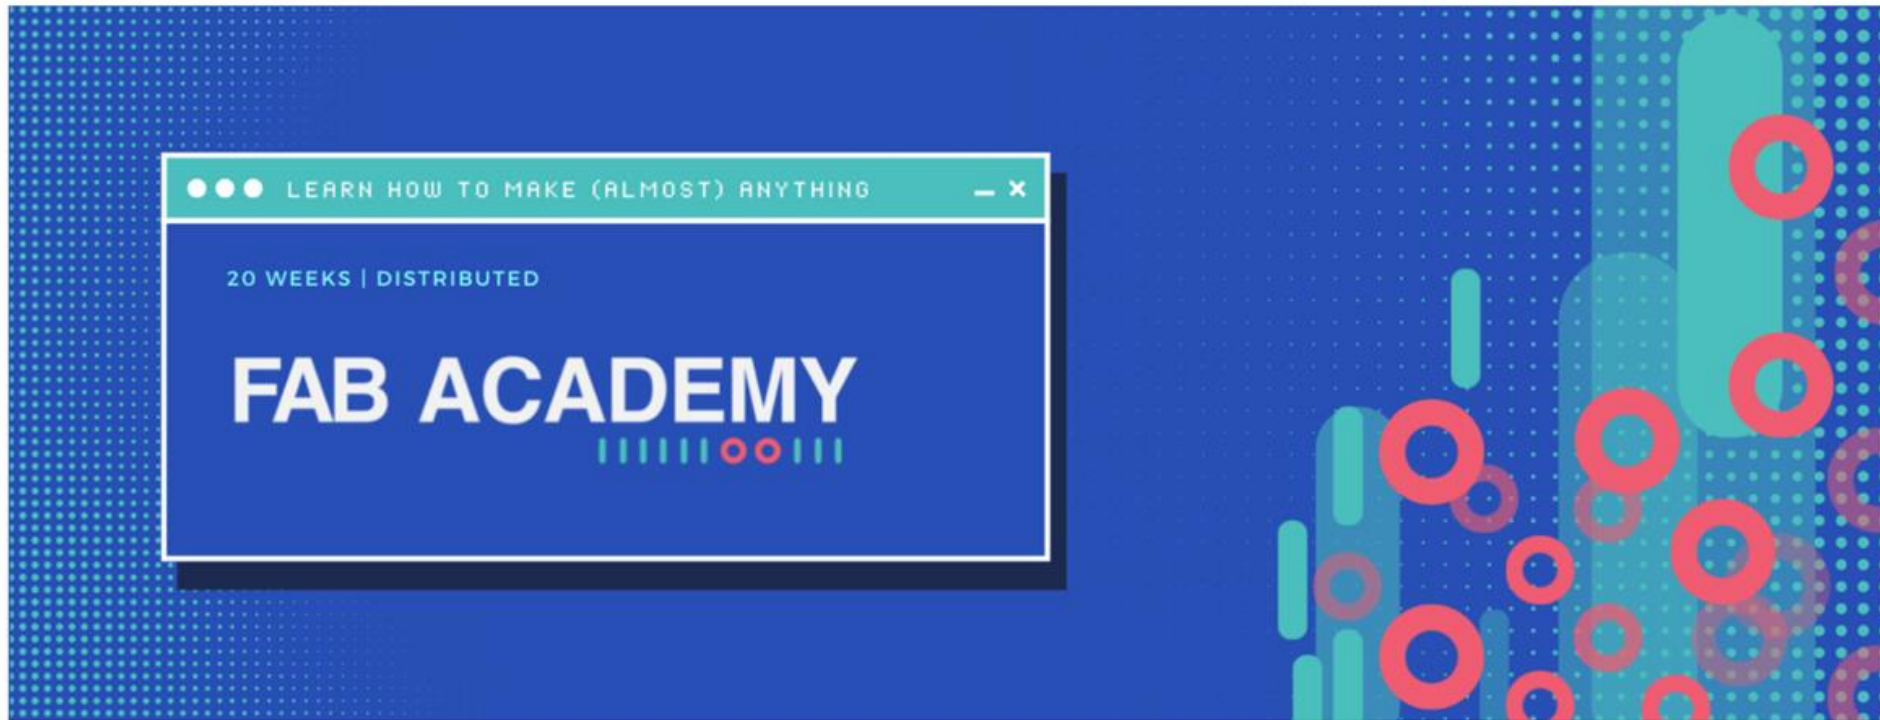 LEARN HOW TO MAKE (ALMOST) ANYTHING
20 WEEKS | DISTRIBUTED
FAB ACADEMY